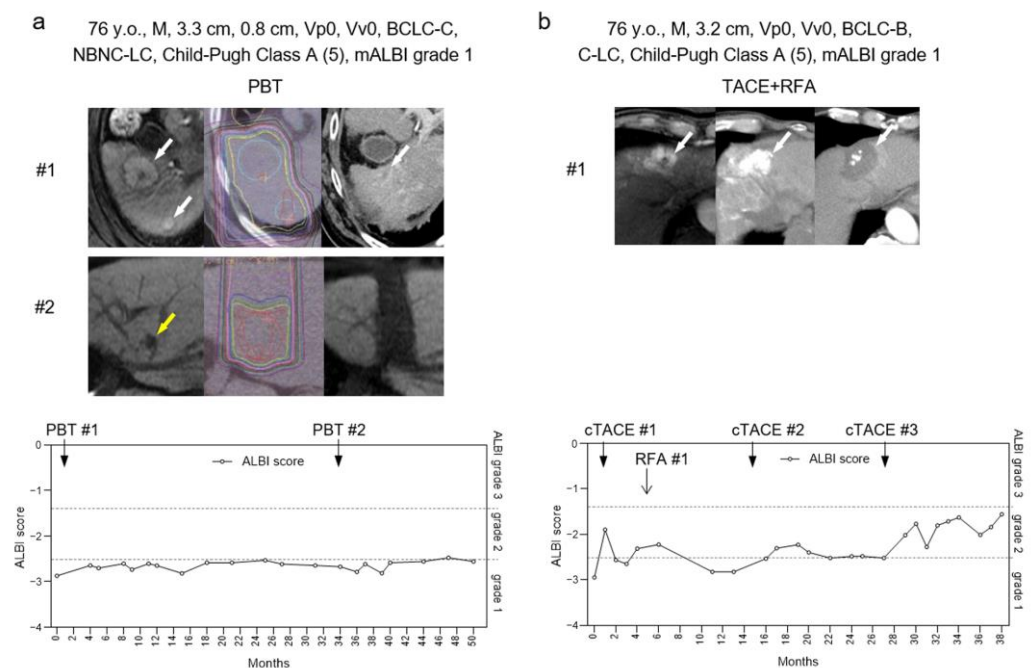 a
76 y.o., M, 3.3 cm, 0.8 cm, Vp0, Vv0, BCLC-C,
NBNC-LC, Child-Pugh Class A (5), mALBI grade 1
PBT
#1
#2
PBT #1
PBT #2
ALBI score
ALBI score
0
−1
−2
−3
−4
ALBI grade 3
grade 2
grade 1
0 2 4 6 8 10 12 14 16 18 20 22 24 26 28 30 32 34 36 38 40 42 44 46 48 50
Months
b
76 y.o., M, 3.2 cm, Vp0, Vv0, BCLC-B,
C-LC, Child-Pugh Class A (5), mALBI grade 1
TACE+RFA
#1
cTACE #1
cTACE #2
cTACE #3
RFA #1
ALBI score
ALBI score
0
−1
−2
−3
−4
ALBI grade 3
grade 2
grade 1
0 2 4 6 8 10 12 14 16 18 20 22 24 26 28 30 32 34 36 38
Months